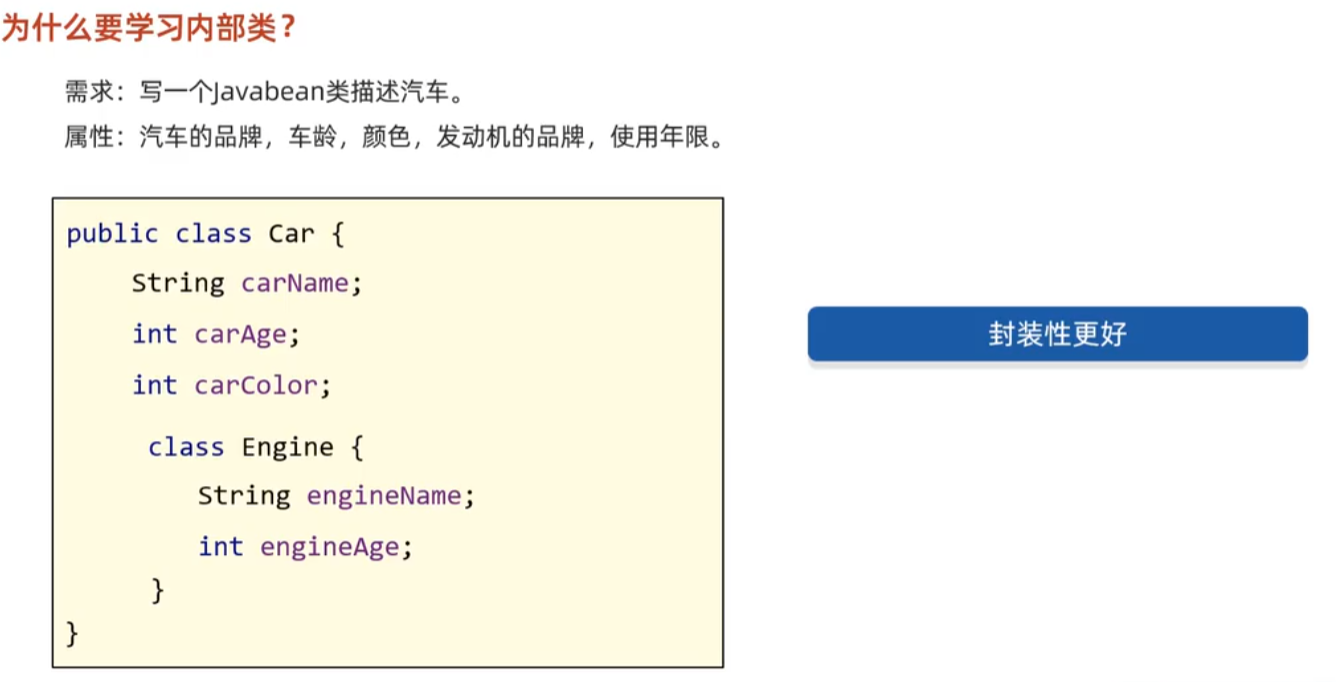 为什么要学习内部类？
需求：写一个Javabean类描述汽车。
属性：汽车的品牌，车龄，颜色，发动机的品牌，使用年限。
public class Car {
String carName;
int carAge;
int carColor;
class Engine {
String engineName;
int engineAge;
}
}
封装性更好